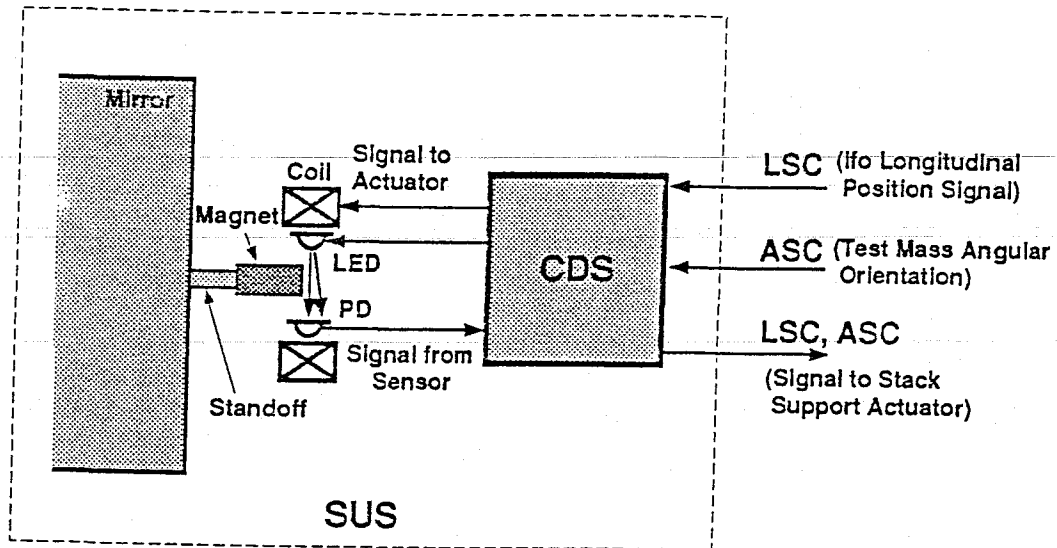 Mirror
Signal to
Actuator
Coil
Magnet
LED
PD
Signal from
Sensor
Standoff
CDS
LSC (Ifo Longitudinal
Position Signal)
ASC (Test Mass Angular
Orientation)
LSC, ASC
(Signal to Stack
Support Actuator)
SUS